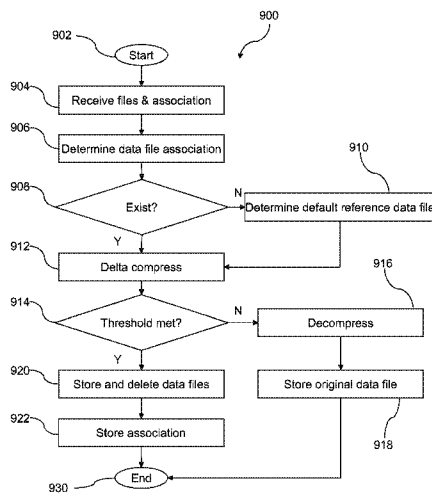 900
902
Start
904
Receive files & association
906
Determine data file association
908
Exist?
N
910
Determine default reference data file
Y
912
Delta compress
914
Threshold met?
N
916
Decompress
Y
920
Store and delete data files
Store original data file
918
922
Store association
End
930